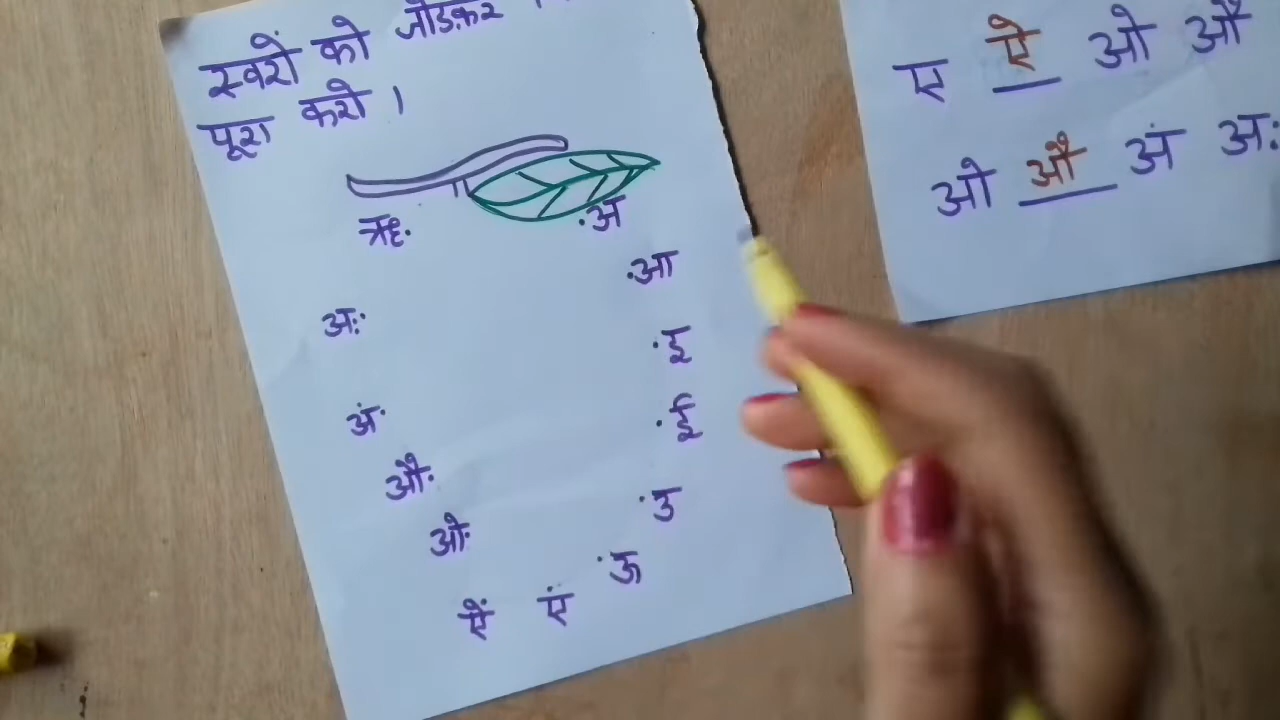 स्वरों को जोड़कर
पूरा करो ।
ऋ
अ
आ
अः
इ
ई
अं
औ
उ
ओ
ऊ
ऐ
ए
ए ऐ ओ औ
ओ औ अं अः